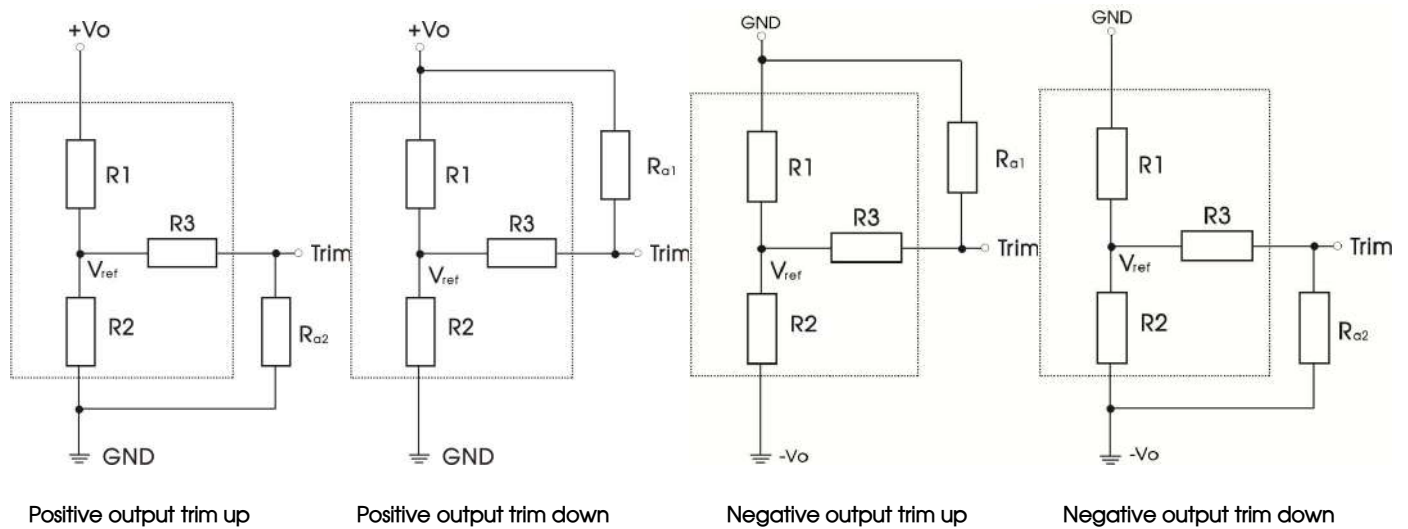 +Vo
R1
R3
Trim
Vref
R2
Ra2
GND
Positive output trim up
+Vo
R1
Ra1
R3
Trim
Vref
R2
GND
Positive output trim down
GND
R1
Ra1
R3
Trim
Vref
R2
-Vo
Negative output trim up
GND
R1
R3
Trim
Vref
R2
Ra2
-Vo
Negative output trim down